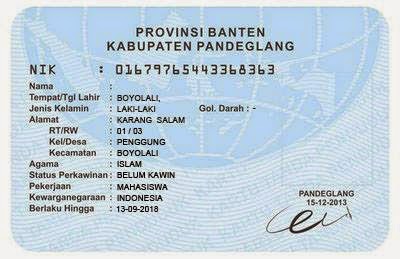 PROVINSI BANTEN
KABUPATEN PANDEGLANG
NIK : 01679765443368363
Nama :
Tempat/Tgl Lahir : BOYOLALI,
Jenis Kelamin : LAKI-LAKI Gol. Darah : -
Alamat : KARANG SALAM
RT/RW : 01 / 03
Kel/Desa : PENGGUNG
Kecamatan : BOYOLALI
Agama : ISLAM
Status Perkawinan : BELUM KAWIN
Pekerjaan : MAHASISWA
Kewarganegaraan : INDONESIA
Berlaku Hingga : 13-09-2018
PANDEGLANG
15-12-2013